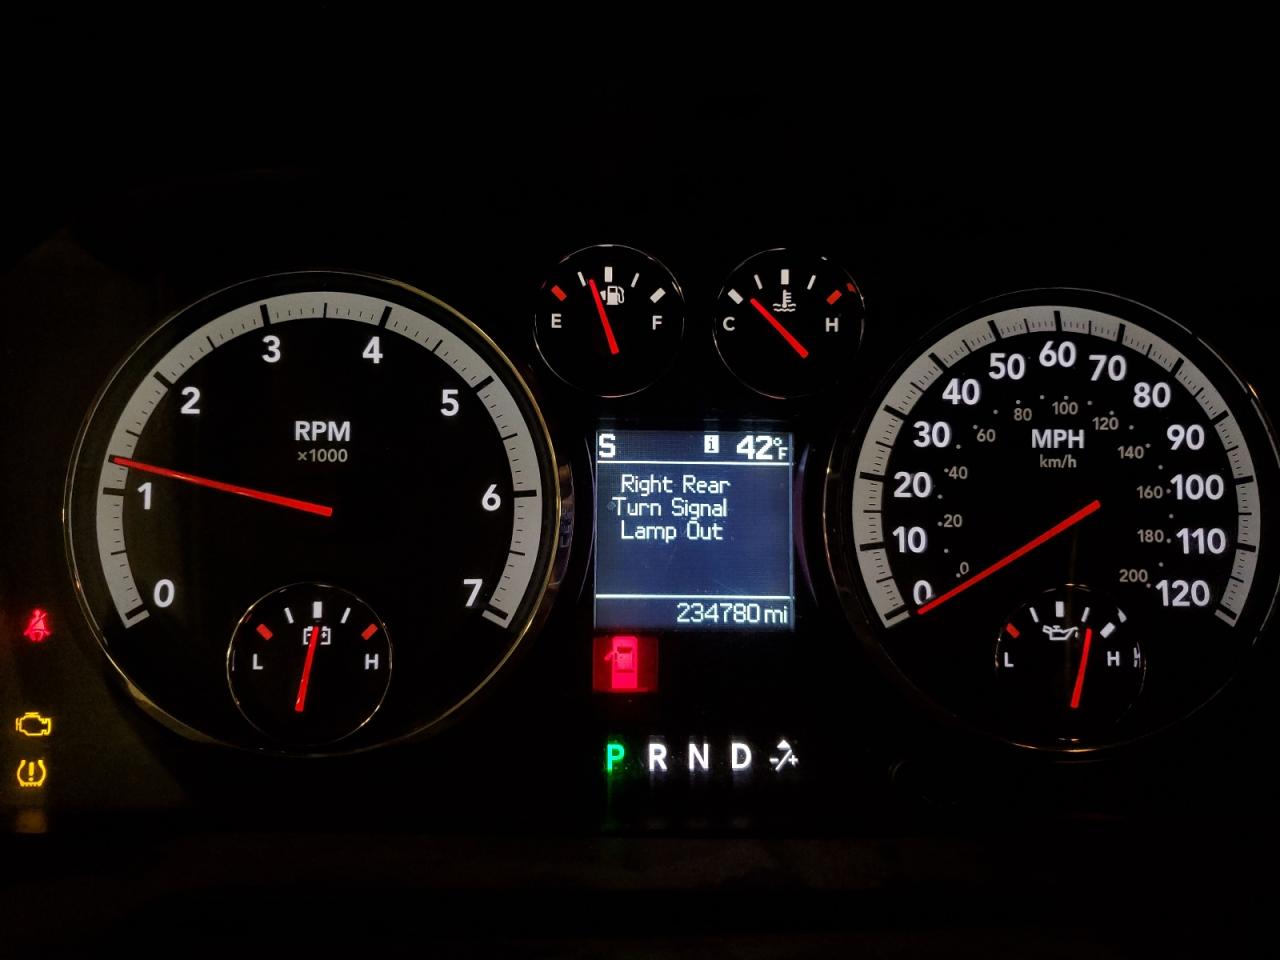 0
1
2
3
4
5
6
7
RPM
×1000
L
H
E
F
C
H
S
i
42°F
Right Rear
Turn Signal
Lamp Out
234780 mi
P R N D -/+
0
10
20
30
40
50
60
70
80
90
100
110
120
MPH
km/h
0
20
40
60
80
100
120
140
160
180
200
L
H